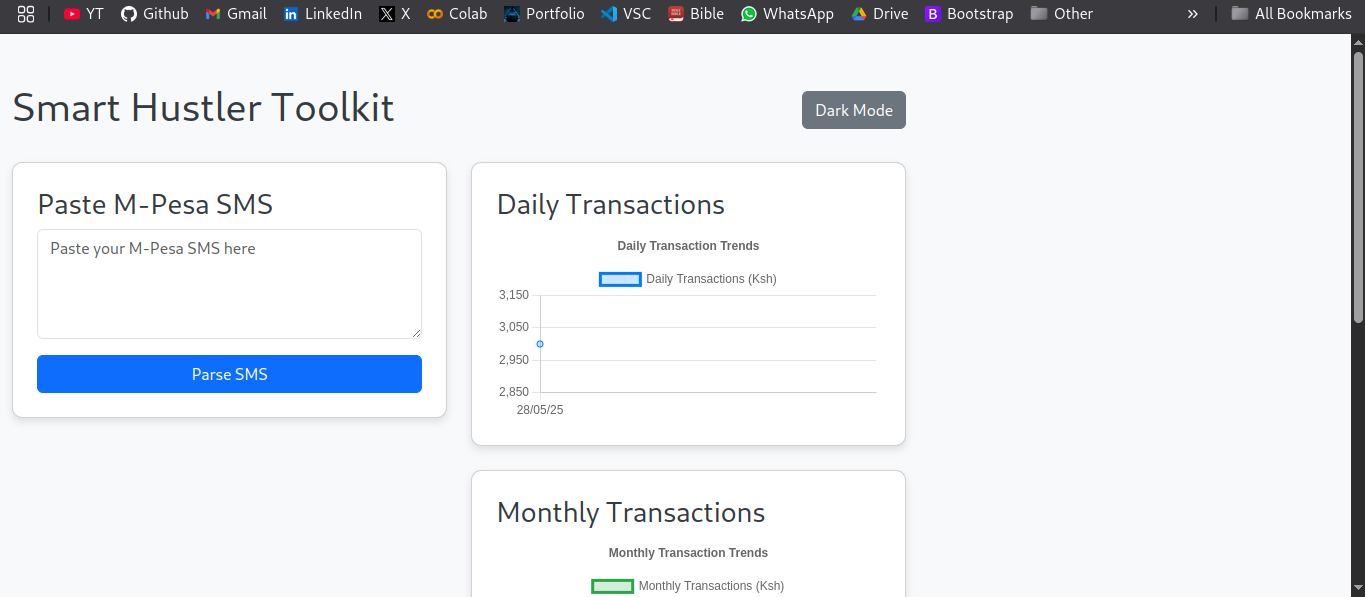 YT Github Gmail LinkedIn X Colab Portfolio VSC Bible WhatsApp Drive Bootstrap Other » All Bookmarks
Smart Hustler Toolkit
Dark Mode
Paste M-Pesa SMS
Paste your M-Pesa SMS here
Parse SMS
Daily Transactions
Daily Transaction Trends
Daily Transactions (Ksh)
3,150
3,050
2,950
2,850
28/05/25
Monthly Transactions
Monthly Transaction Trends
Monthly Transactions (Ksh)